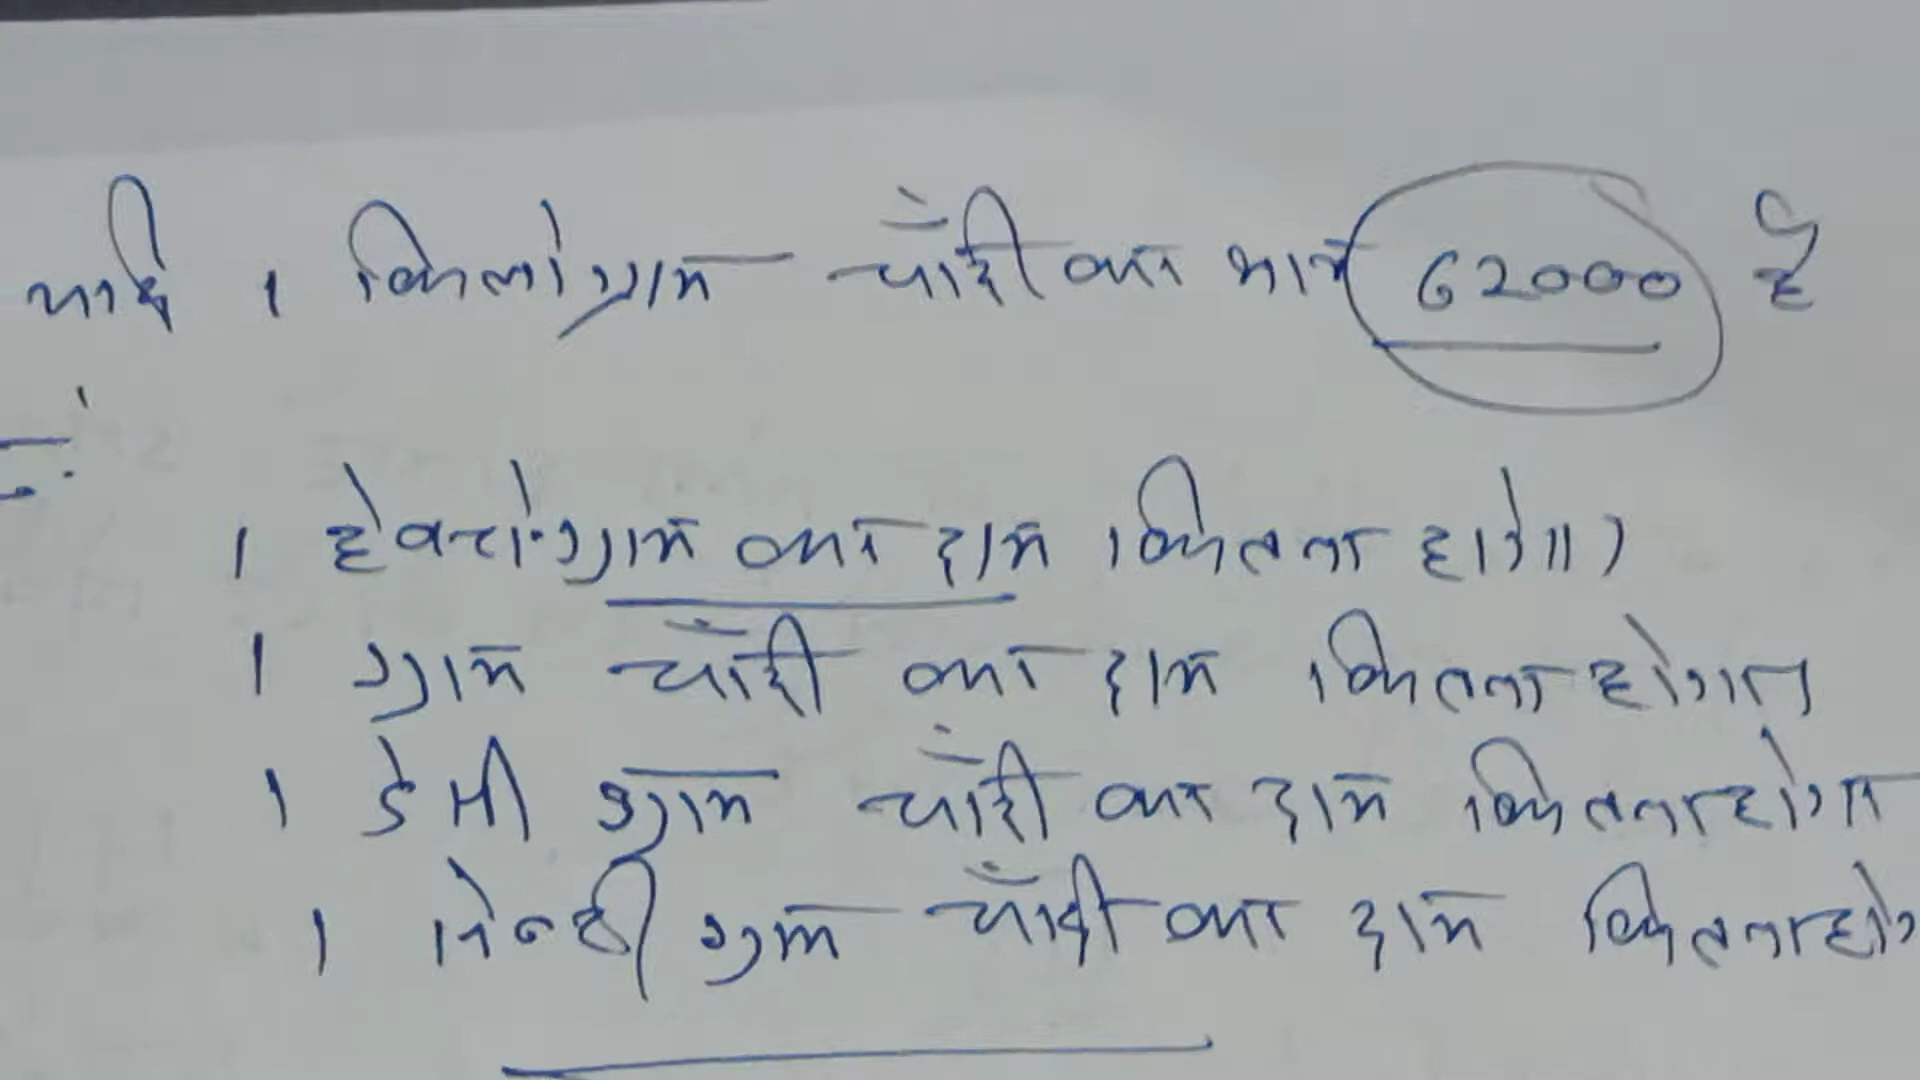 यदि 1 किलोग्राम चाँदी का भाव 62000 है
1 हेक्टोग्राम का दाम कितना होगा
1 ग्राम चाँदी का दाम कितना होगा
1 डेसी ग्राम चाँदी का दाम कितना होगा
1 सेन्टी ग्राम चाँदी का दाम कितना